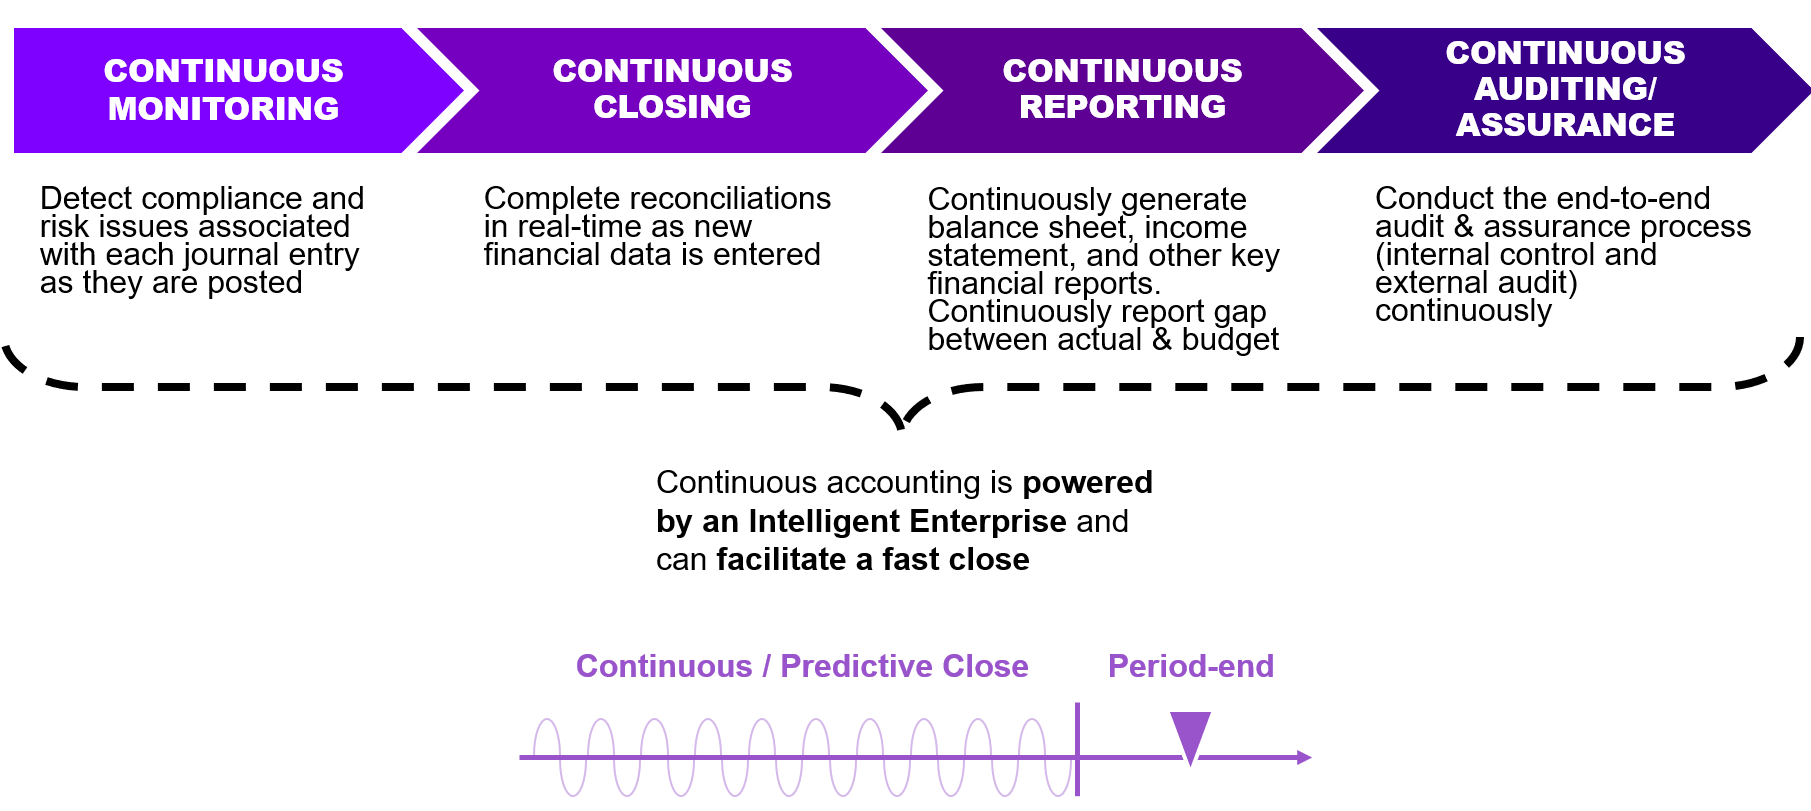 CONTINUOUS
MONITORING
CONTINUOUS
CLOSING
CONTINUOUS
REPORTING
CONTINUOUS
AUDITING/
ASSURANCE
Detect compliance and
risk issues associated
with each journal entry
as they are posted
Complete reconciliations
in real-time as new
financial data is entered
Continuously generate
balance sheet, income
statement, and other key
financial reports.
Continuously report gap
between actual & budget
Conduct the end-to-end
audit & assurance process
(internal control and
external audit)
continuously
Continuous accounting is powered
by an Intelligent Enterprise and
can facilitate a fast close
Continuous / Predictive Close
Period-end